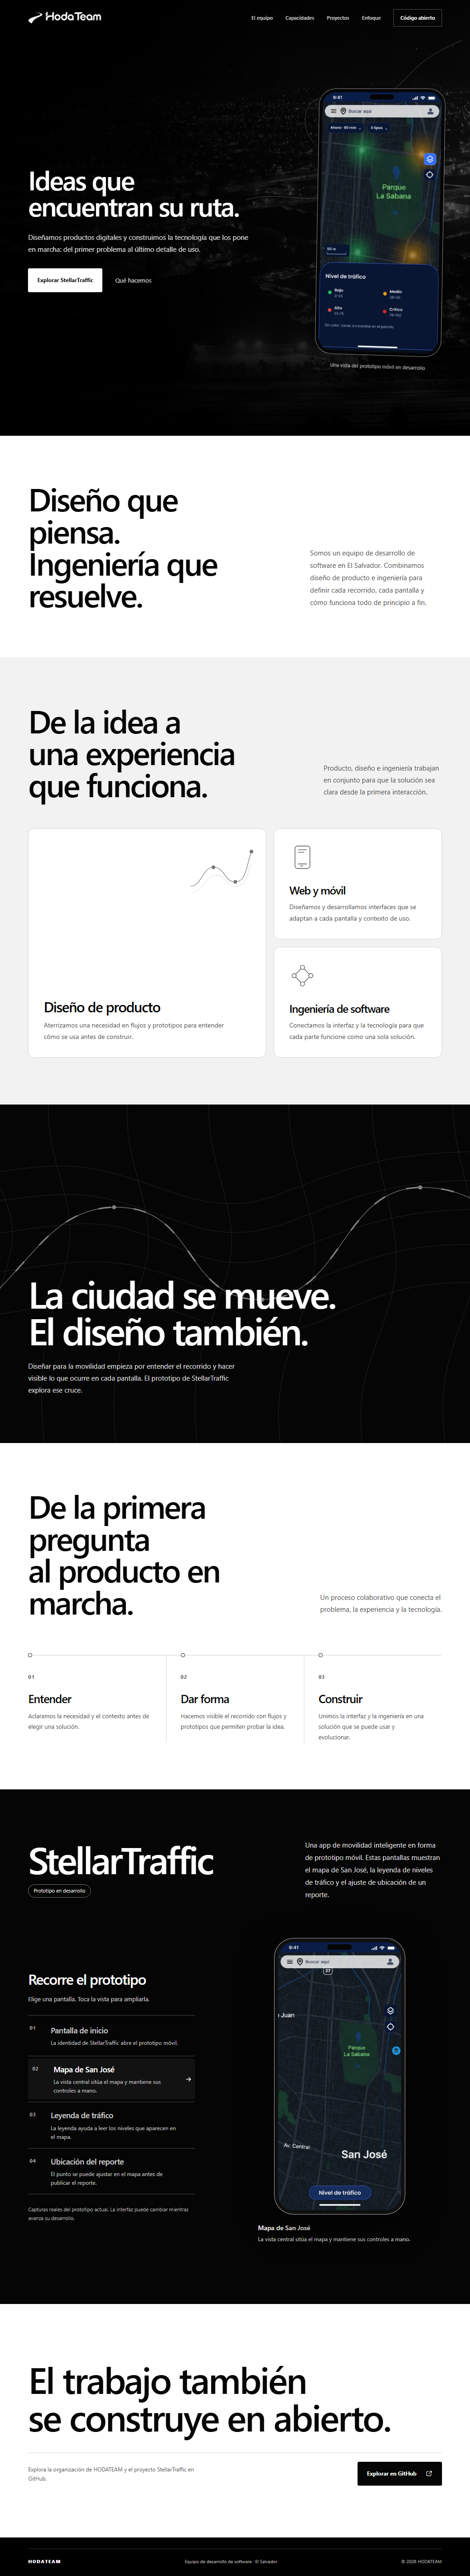 HodaTeam
El equipo
Capacidades
Proyectos
Enfoque
Código abierto
Ideas que
encuentran su ruta.
Diseñamos productos digitales y construimos la tecnología que los pone
en marcha: del primer problema al último detalle de uso.
Explorar StellarTraffic
Qué hacemos
9:41
Buscar aquí
Ahora · 60 min
3 tipos
Parque
La Sabana
Nivel de tráfico
Bajo
Medio
Alto
Crítico
Una vista del prototipo móvil en desarrollo
Diseño que
piensa.
Ingeniería que
resuelve.
Somos un equipo de desarrollo de
software en El Salvador. Combinamos
diseño de producto e ingeniería para
definir cada recorrido, cada pantalla y
cómo funciona todo de principio a fin.
De la idea a
una experiencia
que funciona.
Producto, diseño e ingeniería trabajan
en conjunto para que la solución sea
clara desde la primera interacción.
Diseño de producto
Aterrizamos una necesidad en flujos y prototipos para entender
cómo se usa antes de construir.
Web y móvil
Diseñamos y desarrollamos interfaces que se
adaptan a cada pantalla y contexto de uso.
Ingeniería de software
Conectamos la interfaz y la tecnología para que
cada parte funcione como una sola solución.
La ciudad se mueve.
El diseño también.
Diseñar para la movilidad empieza por entender el recorrido y hacer
visible lo que ocurre en cada pantalla. El prototipo de StellarTraffic
explora ese cruce.
De la primera
pregunta
al producto en
marcha.
Un proceso colaborativo que conecta el
problema, la experiencia y la tecnología.
01
Entender
Aclaramos la necesidad y el contexto antes de
elegir una solución.
02
Dar forma
Hacemos visible el recorrido con flujos y
prototipos que permiten probar la idea.
03
Construir
Unimos la interfaz y la ingeniería en una
solución que se puede usar y
evolucionar.
StellarTraffic
Prototipo en desarrollo
Una app de movilidad inteligente en forma
de prototipo móvil. Estas pantallas muestran
el mapa de San José, la leyenda de niveles
de tráfico y el ajuste de ubicación de un
reporte.
Recorre el prototipo
Elige una pantalla. Toca la vista para ampliarla.
01
Pantalla de inicio
La identidad de StellarTraffic abre el prototipo móvil.
02
Mapa de San José
La vista central sitúa el mapa y mantiene sus
controles a mano.
03
Leyenda de tráfico
La leyenda ayuda a leer los niveles que aparecen en
el mapa.
04
Ubicación del reporte
El punto se puede ajustar en el mapa antes de
publicar el reporte.
Capturas reales del prototipo actual. La interfaz puede cambiar mientras
avanza su desarrollo.
9:41
Buscar aquí
27
Juan
Parque
La Sabana
Av. Central
San José
Nivel de tráfico
Mapa de San José
La vista central sitúa el mapa y mantiene sus controles a mano.
El trabajo también
se construye en abierto.
Explora la organización de HODATEAM y el proyecto StellarTraffic en
GitHub.
Explorar en GitHub
HODATEAM
Equipo de desarrollo de software · El Salvador
© 2026 HODATEAM